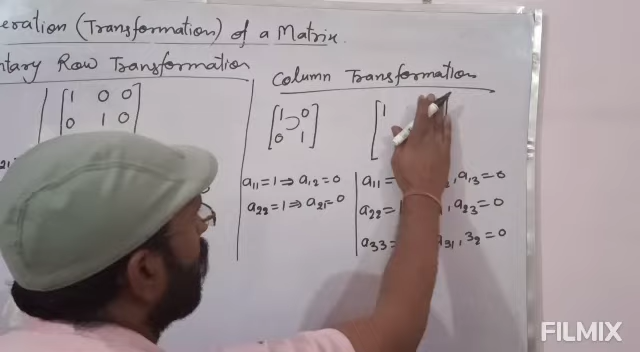 eration (Transformation) of a Matrix.
ntary Row Transformation
1 0 0
0 1 0
Column Transformation
1 0
0 1
1
a11=1⇒a12=0
a22=1⇒a21=0
a11= , a13=0
a22= , a23=0
a33= a31, 32=0
FILMIX